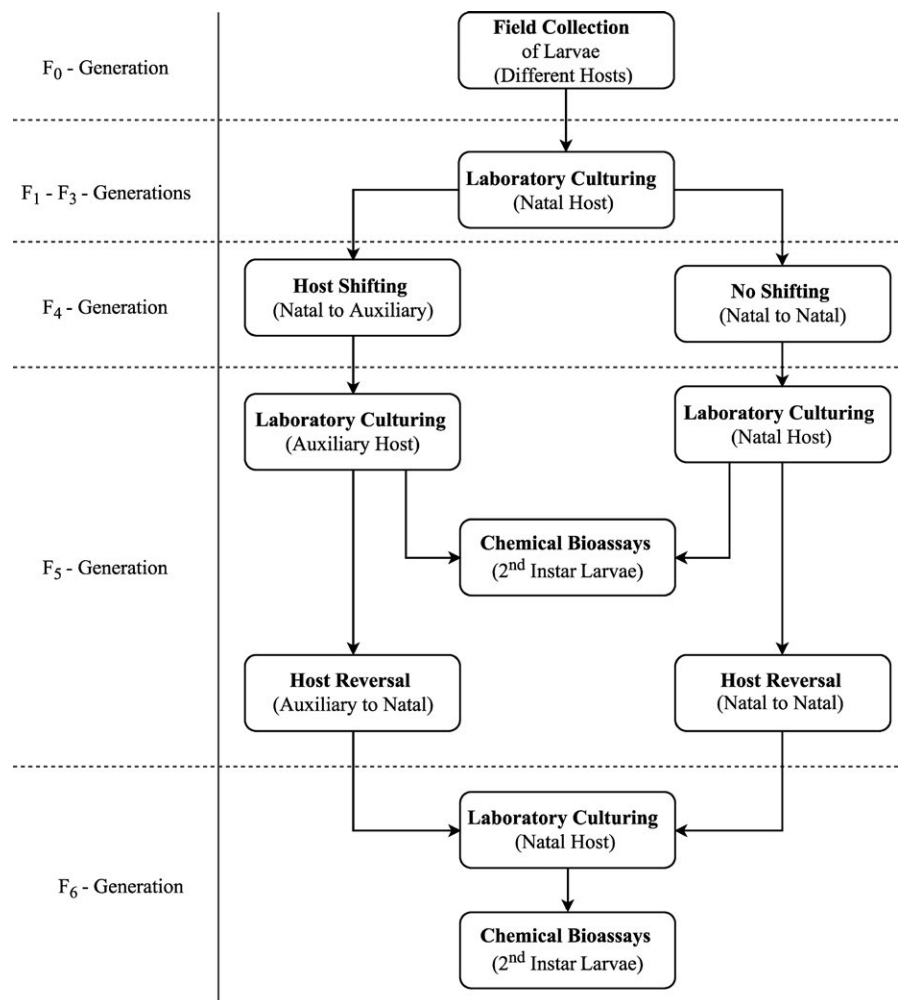 Field Collection
of Larvae
(Different Hosts)
F0 - Generation
Laboratory Culturing
(Natal Host)
F1 - F3 - Generations
Host Shifting
(Natal to Auxiliary)
No Shifting
(Natal to Natal)
F4 - Generation
Laboratory Culturing
(Auxiliary Host)
Laboratory Culturing
(Natal Host)
Chemical Bioassays
(2nd Instar Larvae)
F5 - Generation
Host Reversal
(Auxiliary to Natal)
Host Reversal
(Natal to Natal)
Laboratory Culturing
(Natal Host)
F6 - Generation
Chemical Bioassays
(2nd Instar Larvae)